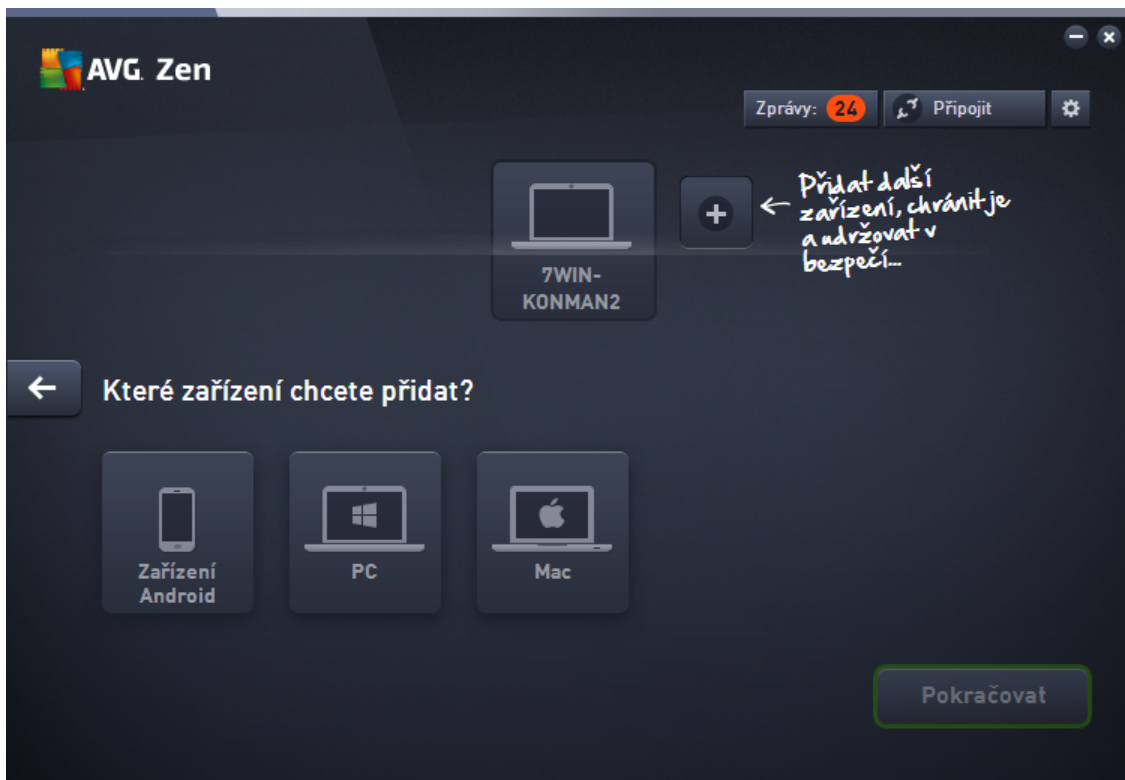 AVG. Zen
Zprávy: 24
Připojit
Přidat další
zařízení, chránit je
a udržovat v
bezpečí...
7WIN-
KONMAN2
Které zařízení chcete přidat?
Zařízení
Android
PC
Mac
Pokračovat